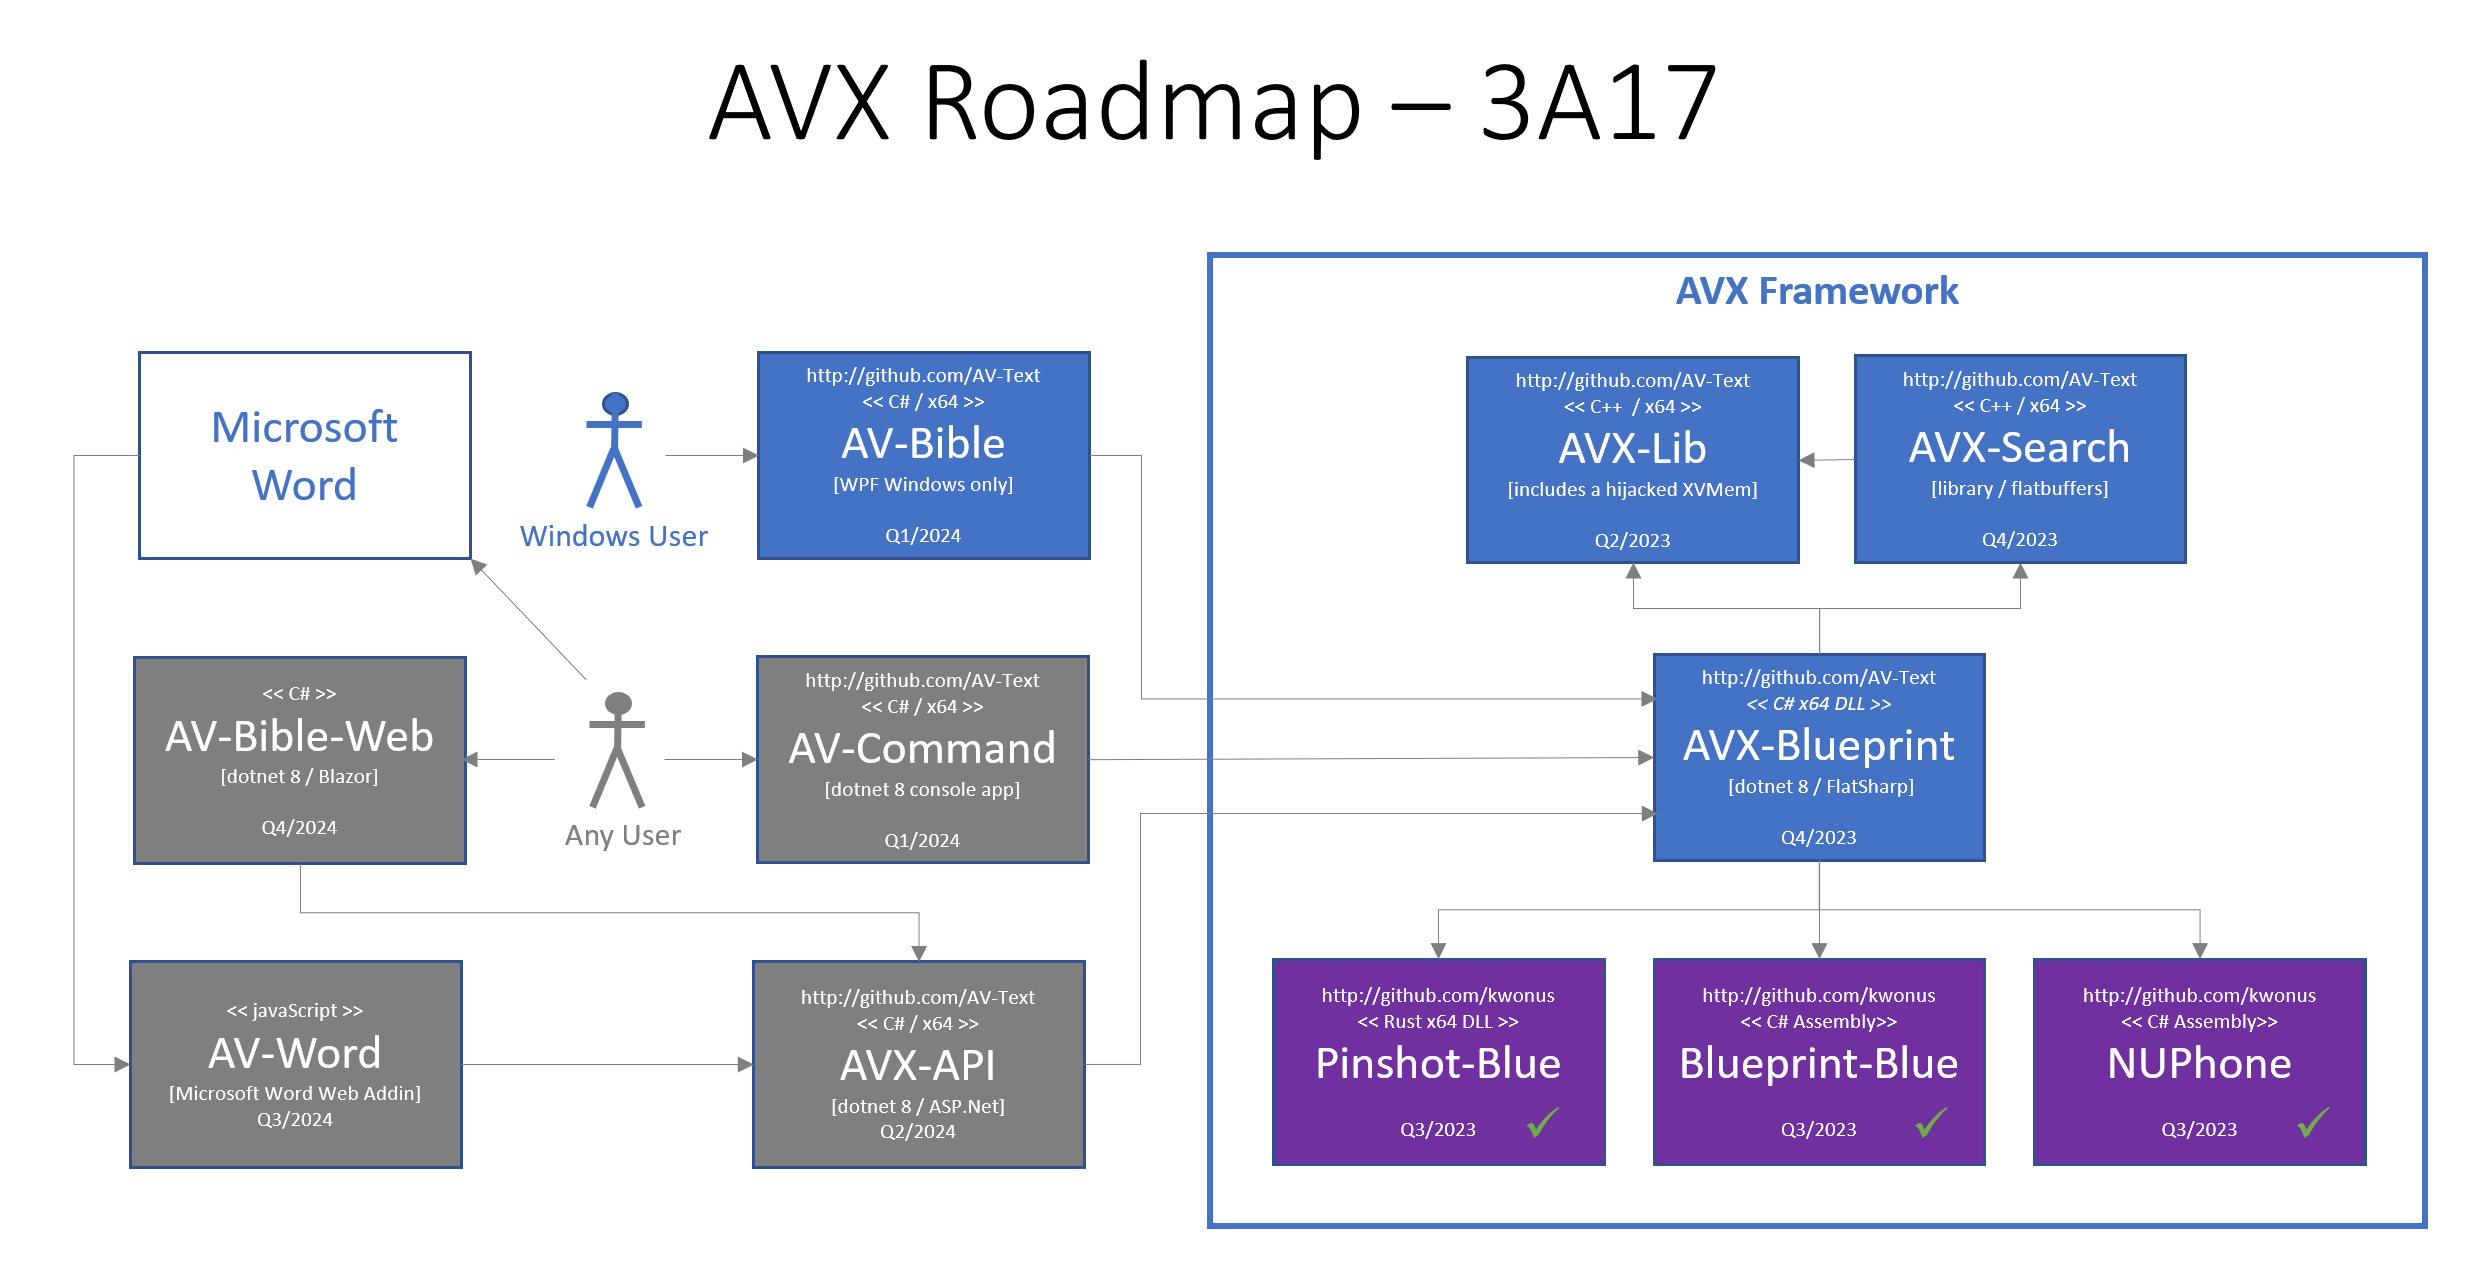 AVX Roadmap – 3A17
AVX Framework
Microsoft
Word
Windows User
http://github.com/AV-Text
<< C# / x64 >>
AV-Bible
[WPF Windows only]
Q1/2024
http://github.com/AV-Text
<< C++  / x64 >>
AVX-Lib
[includes a hijacked XVMem]
Q2/2023
http://github.com/AV-Text
<< C++ / x64 >>
AVX-Search
[library / flatbuffers]
Q4/2023
<< C# >>
AV-Bible-Web
[dotnet 8 / Blazor]
Q4/2024
Any User
http://github.com/AV-Text
<< C# / x64 >>
AV-Command
[dotnet 8 console app]
Q1/2024
http://github.com/AV-Text
<< C# x64 DLL >>
AVX-Blueprint
[dotnet 8 / FlatSharp]
Q4/2023
<< javaScript >>
AV-Word
[Microsoft Word Web Addin]
Q3/2024
http://github.com/AV-Text
<< C# / x64 >>
AVX-API
[dotnet 8 / ASP.Net]
Q2/2024
http://github.com/kwonus
<< Rust x64 DLL >>
Pinshot-Blue
Q3/2023
http://github.com/kwonus
<< C# Assembly>>
Blueprint-Blue
Q3/2023
http://github.com/kwonus
<< C# Assembly>>
NUPhone
Q3/2023